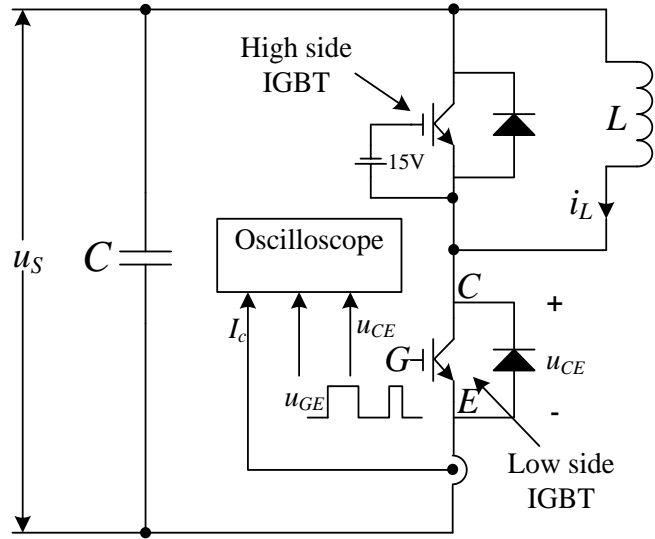 High side
IGBT
L
15V
i_L
Oscilloscope
u_S
C
C
+
I_c
u_CE
G
u_CE
u_GE
E
-
Low side
IGBT